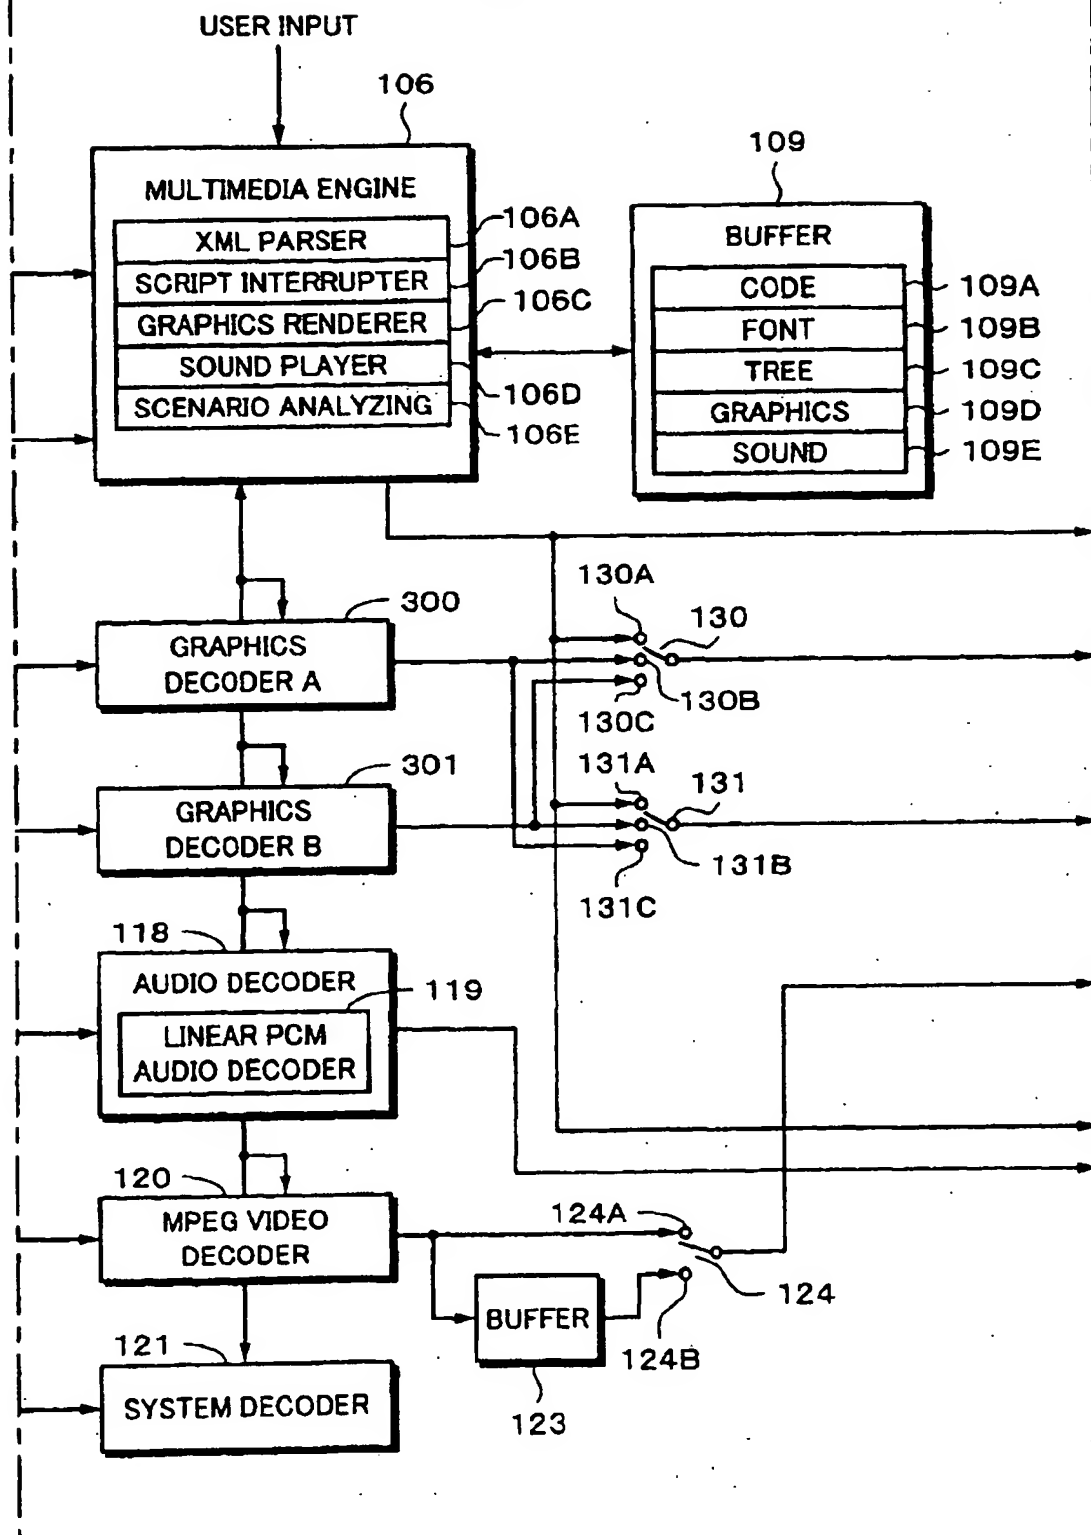 USER INPUT
106
MULTIMEDIA ENGINE
XML PARSER
106A
SCRIPT INTERRUPTER
106B
GRAPHICS RENDERER
106C
SOUND PLAYER
106D
SCENARIO ANALYZING
106E
109
BUFFER
CODE
109A
FONT
109B
TREE
109C
GRAPHICS
109D
SOUND
109E
300
GRAPHICS
DECODER A
130A
130
130B
130C
301
GRAPHICS
DECODER B
131A
131
131B
131C
118
AUDIO DECODER
119
LINEAR PCM
AUDIO DECODER
120
MPEG VIDEO
DECODER
124A
124
124B
BUFFER
123
121
SYSTEM DECODER